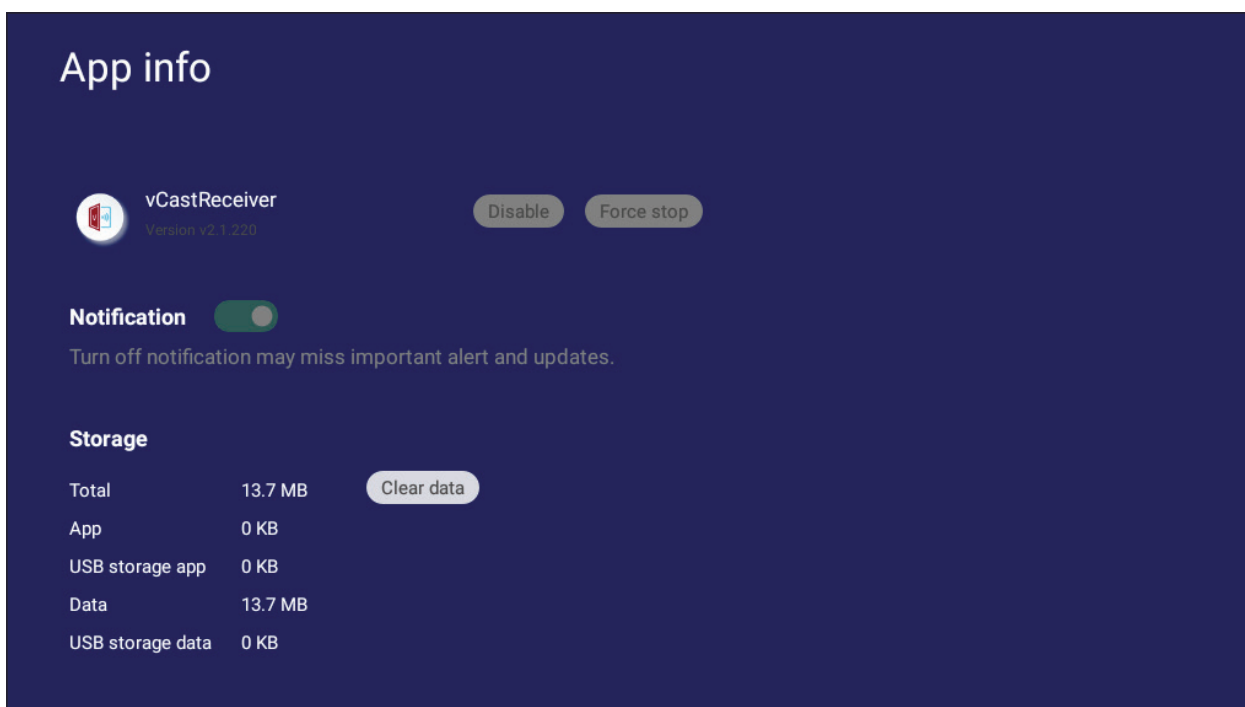 App info
vCastReceiver
Version v2.1.220
Disable
Force stop
Notification
Turn off notification may miss important alert and updates.
Storage
Total 13.7 MB Clear data
App 0 KB
USB storage app 0 KB
Data 13.7 MB
USB storage data 0 KB